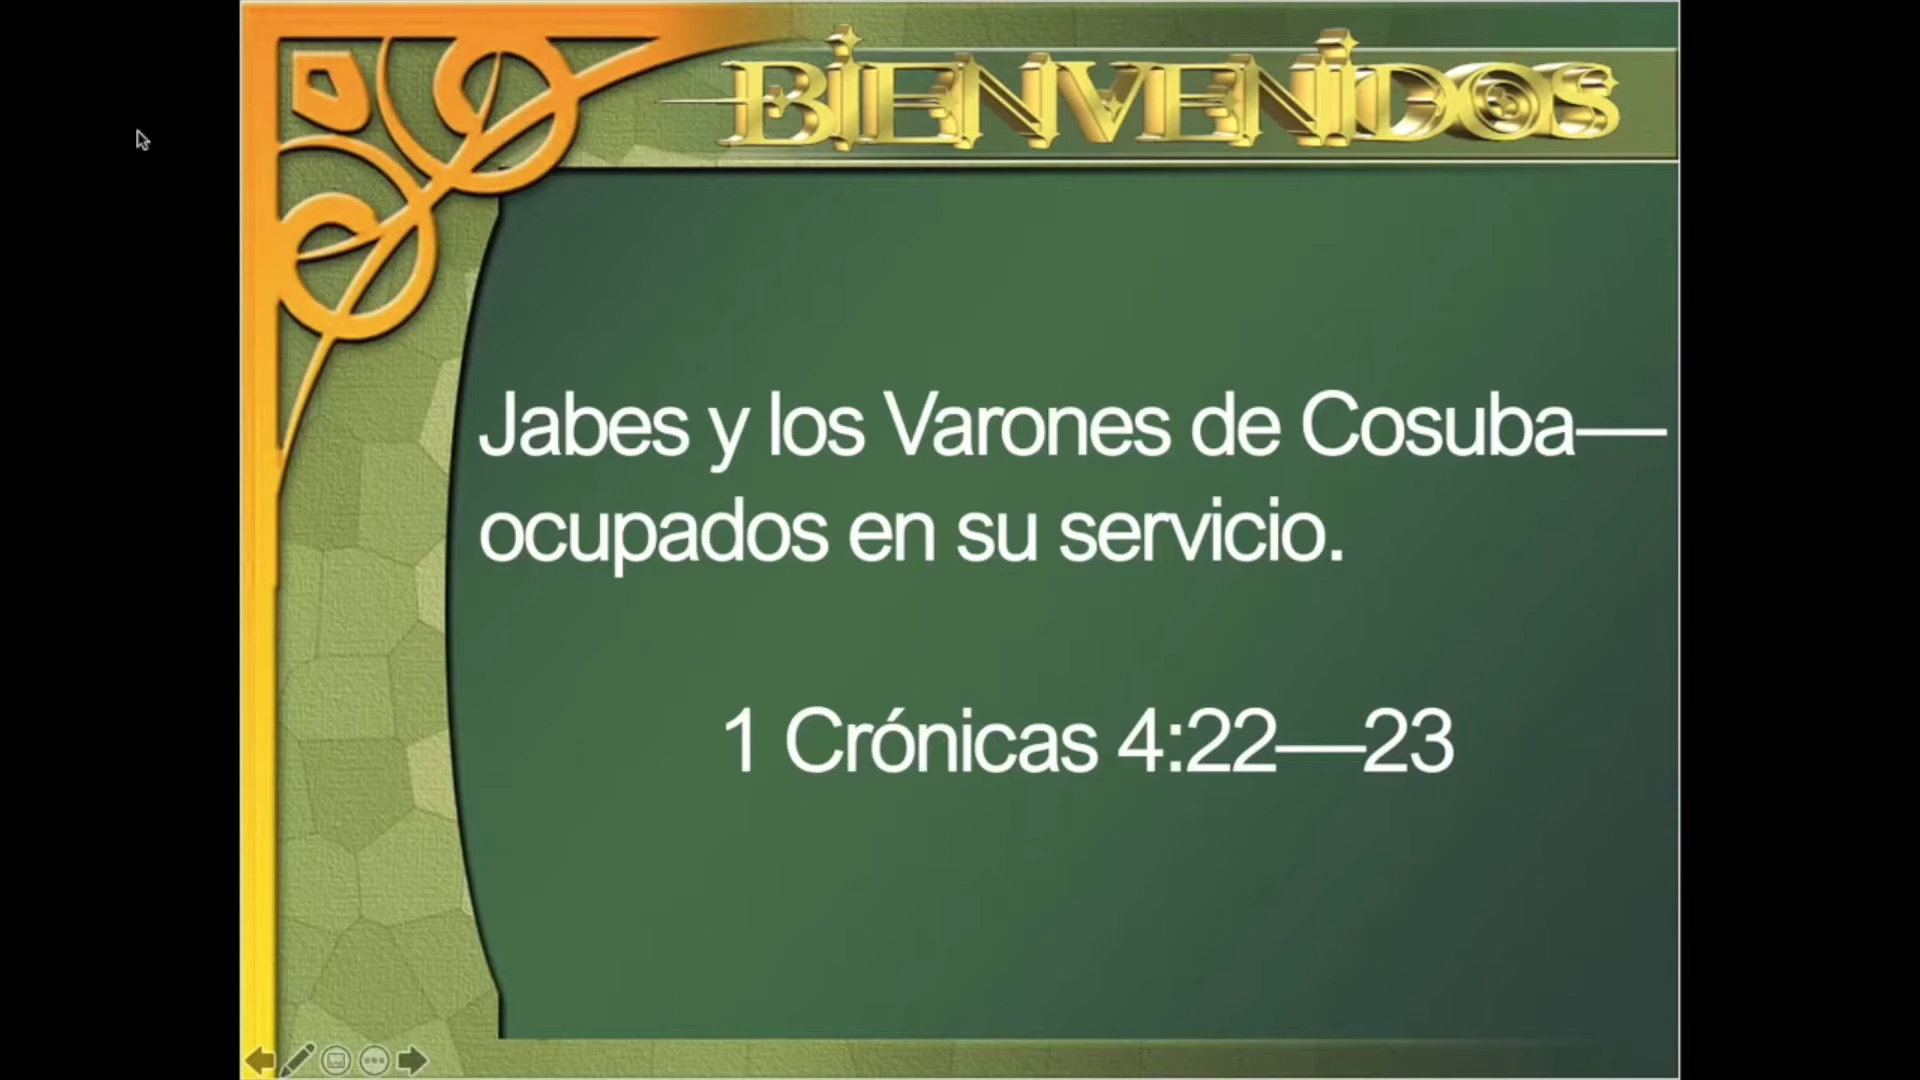 BIENVENIDOS
Jabes y los Varones de Cosuba—
ocupados en su servicio.
1 Crónicas 4:22—23